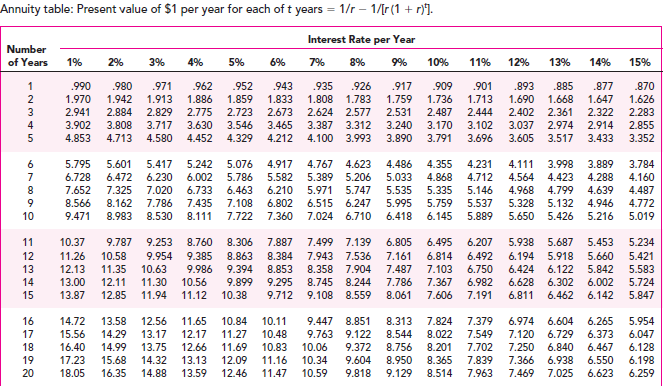 Annuity table: Present value of $1 per year for each of t years = 1/r – 1/[r(1 + r)ᵗ].
Interest Rate per Year
Number
of Years 1% 2% 3% 4% 5% 6% 7% 8% 9% 10% 11% 12% 13% 14% 15%
1 .990 .980 .971 .962 .952 .943 .935 .926 .917 .909 .901 .893 .885 .877 .870
2 1.970 1.942 1.913 1.886 1.859 1.833 1.808 1.783 1.759 1.736 1.713 1.690 1.668 1.647 1.626
3 2.941 2.884 2.829 2.775 2.723 2.673 2.624 2.577 2.531 2.487 2.444 2.402 2.361 2.322 2.283
4 3.902 3.808 3.717 3.630 3.546 3.465 3.387 3.312 3.240 3.170 3.102 3.037 2.974 2.914 2.855
5 4.853 4.713 4.580 4.452 4.329 4.212 4.100 3.993 3.890 3.791 3.696 3.605 3.517 3.433 3.352
6 5.795 5.601 5.417 5.242 5.076 4.917 4.767 4.623 4.486 4.355 4.231 4.111 3.998 3.889 3.784
7 6.728 6.472 6.230 6.002 5.786 5.582 5.389 5.206 5.033 4.868 4.712 4.564 4.423 4.288 4.160
8 7.652 7.325 7.020 6.733 6.463 6.210 5.971 5.747 5.535 5.335 5.146 4.968 4.799 4.639 4.487
9 8.566 8.162 7.786 7.435 7.108 6.802 6.515 6.247 5.995 5.759 5.537 5.328 5.132 4.946 4.772
10 9.471 8.983 8.530 8.111 7.722 7.360 7.024 6.710 6.418 6.145 5.889 5.650 5.426 5.216 5.019
11 10.37 9.787 9.253 8.760 8.306 7.887 7.499 7.139 6.805 6.495 6.207 5.938 5.687 5.453 5.234
12 11.26 10.58 9.954 9.385 8.863 8.384 7.943 7.536 7.161 6.814 6.492 6.194 5.918 5.660 5.421
13 12.13 11.35 10.63 9.986 9.394 8.853 8.358 7.904 7.487 7.103 6.750 6.424 6.122 5.842 5.583
14 13.00 12.11 11.30 10.56 9.899 9.295 8.745 8.244 7.786 7.367 6.982 6.628 6.302 6.002 5.724
15 13.87 12.85 11.94 11.12 10.38 9.712 9.108 8.559 8.061 7.606 7.191 6.811 6.462 6.142 5.847
16 14.72 13.58 12.56 11.65 10.84 10.11 9.447 8.851 8.313 7.824 7.379 6.974 6.604 6.265 5.954
17 15.56 14.29 13.17 12.17 11.27 10.48 9.763 9.122 8.544 8.022 7.549 7.120 6.729 6.373 6.047
18 16.40 14.99 13.75 12.66 11.69 10.83 10.06 9.372 8.756 8.201 7.702 7.250 6.840 6.467 6.128
19 17.23 15.68 14.32 13.13 12.09 11.16 10.34 9.604 8.950 8.365 7.839 7.366 6.938 6.550 6.198
20 18.05 16.35 14.88 13.59 12.46 11.47 10.59 9.818 9.129 8.514 7.963 7.469 7.025 6.623 6.259